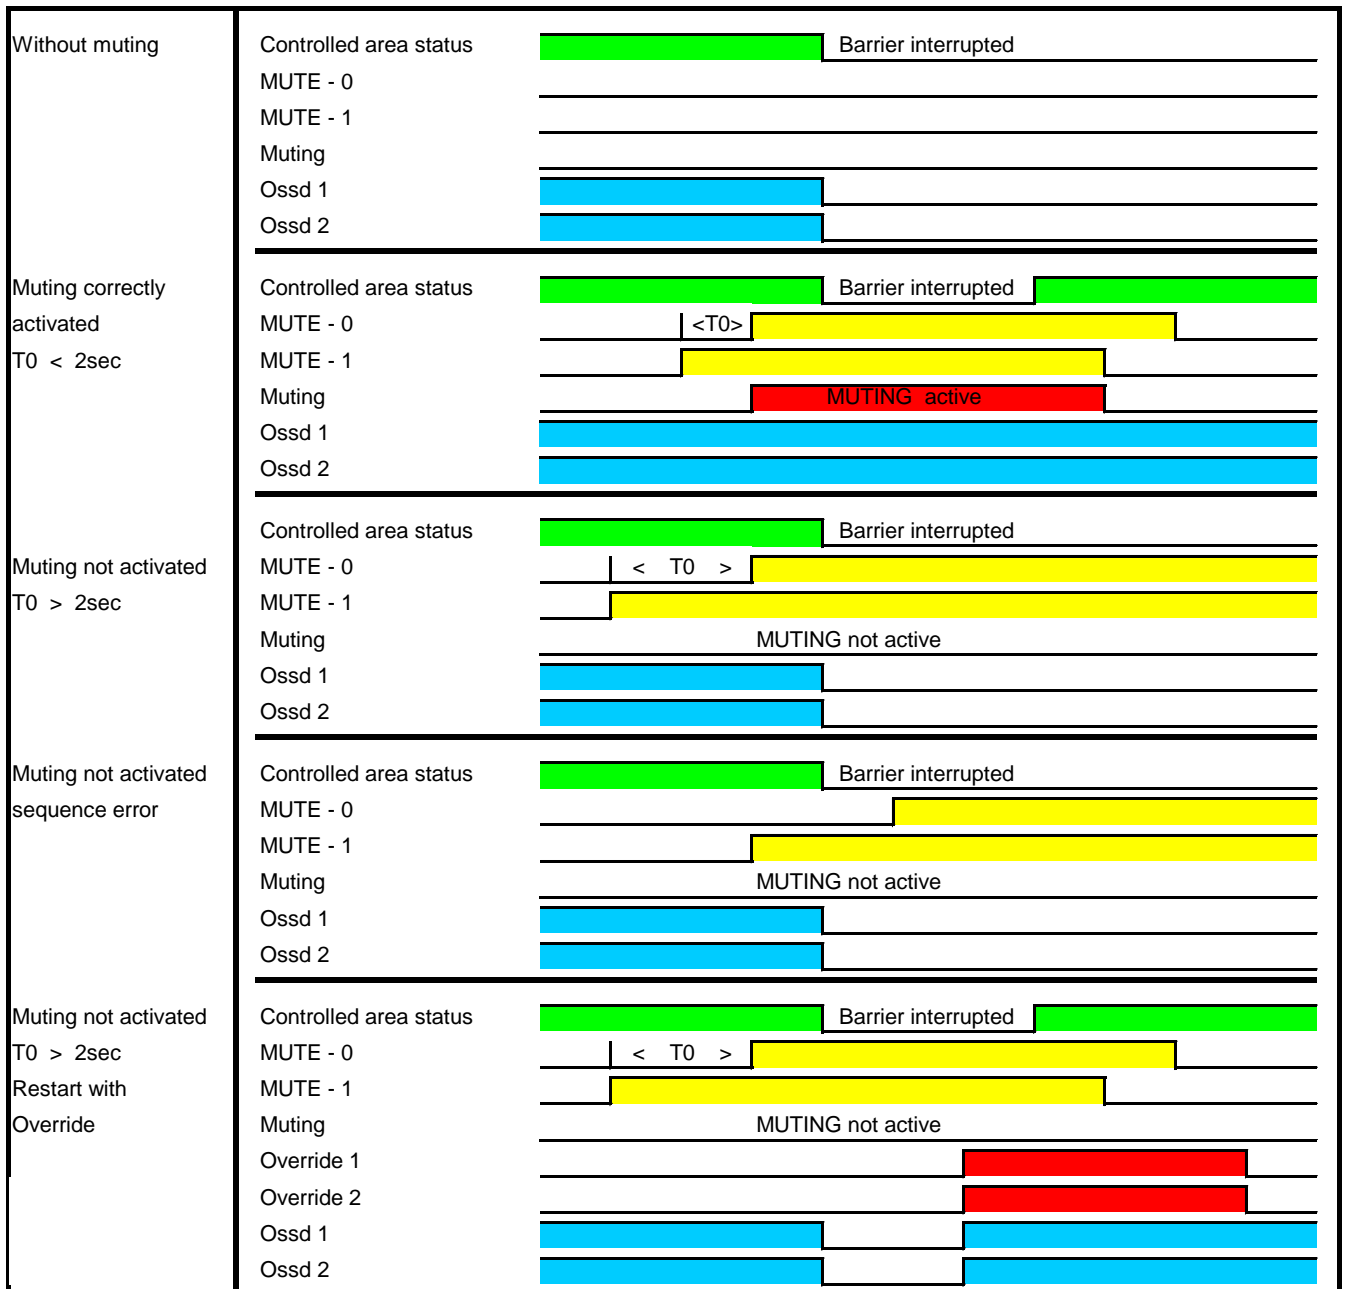 Without muting
Controlled area status
Barrier interrupted
MUTE - 0
MUTE - 1
Muting
Ossd 1
Ossd 2
Muting correctly
Controlled area status
Barrier interrupted
activated
MUTE - 0
<T0>
T0 < 2sec
MUTE - 1
Muting
MUTING active
Ossd 1
Ossd 2
Controlled area status
Barrier interrupted
Muting not activated
MUTE - 0
< T0 >
T0 > 2sec
MUTE - 1
Muting
MUTING not active
Ossd 1
Ossd 2
Muting not activated
Controlled area status
Barrier interrupted
sequence error
MUTE - 0
MUTE - 1
Muting
MUTING not active
Ossd 1
Ossd 2
Muting not activated
Controlled area status
Barrier interrupted
T0 > 2sec
MUTE - 0
< T0 >
Restart with
MUTE - 1
Override
Muting
MUTING not active
Override 1
Override 2
Ossd 1
Ossd 2